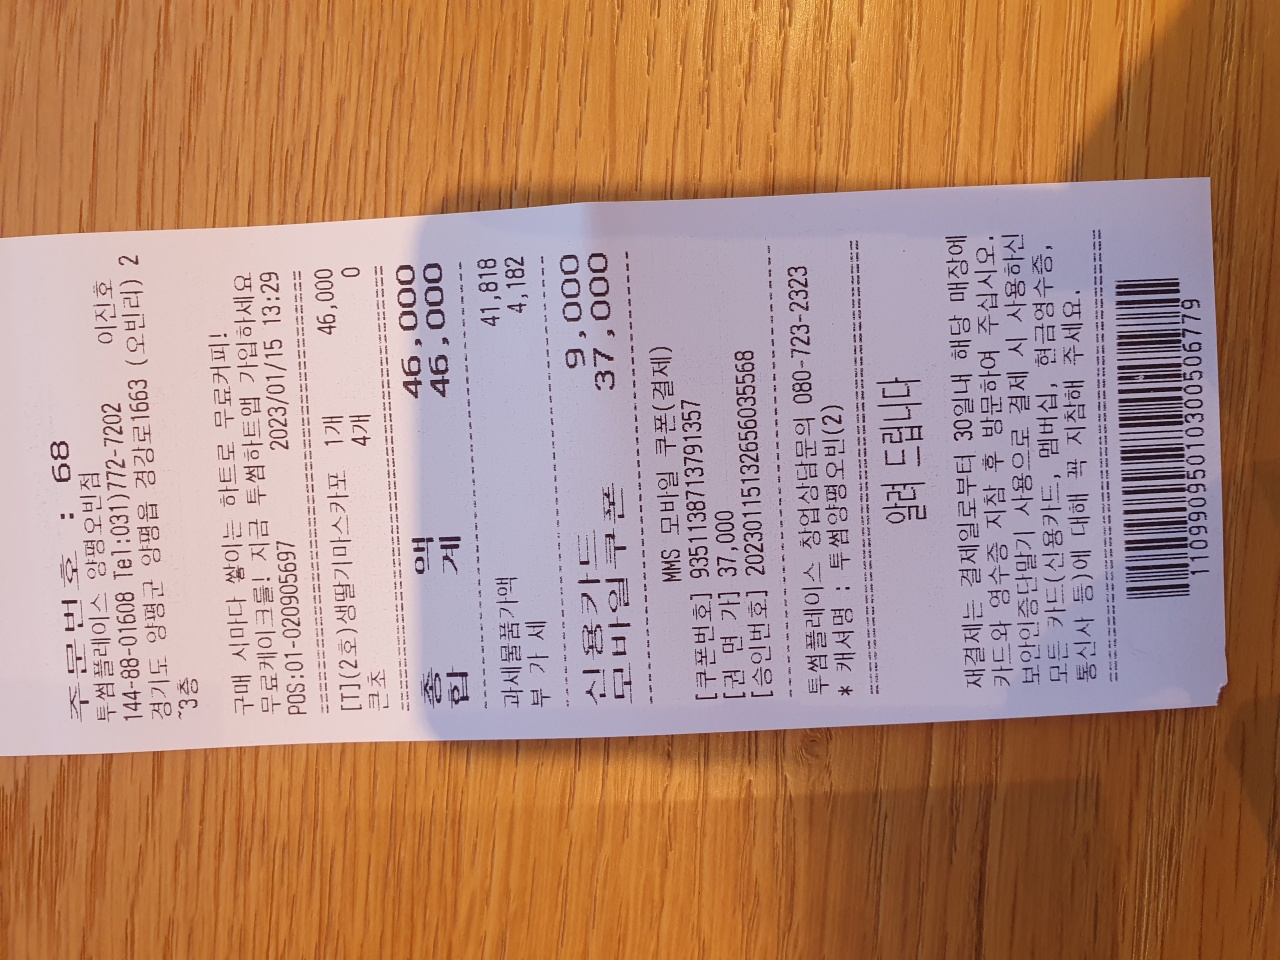 주문번호 : 68
투썸플레이스 양평오빈점
144-88-01608 Tel:031)772-7202 이진호
경기도 양평군 양평읍 경강로1663 (오빈리) 2
~3층
구매 시마다 쌓이는 하트로 무료커피!
무료케이크를! 지금 투썸하트앱 가입하세요
POS:01-020905697 2023/01/15 13:29
[T](2호)생딸기마스카포 1개 46,000
큰초 4개 0
총 액 46,000
합 계 46,000
과세물품가액 41,818
부 가 세 4,182
신용카드 9,000
모바일쿠폰 37,000
MMS 모바일 쿠폰(결제)
[쿠폰번호] 9351138713791357
[권 면 가] 37,000
[승인번호] 20230115132656035568
투썸플레이스 창업상담문의 080-723-2323
* 캐셔명 : 투썸양평오빈(2)
알려 드립니다
재결제는 결제일로부터 30일내 해당 매장에
카드와 영수증 지참 후 방문하여 주십시오.
보안인증단말기 사용으로 결제 시 사용하신
모든 카드(신용카드, 멤버십, 현금영수증,
통신사 등)에 대해 꼭 지참해 주세요.
1109909501030050677​9